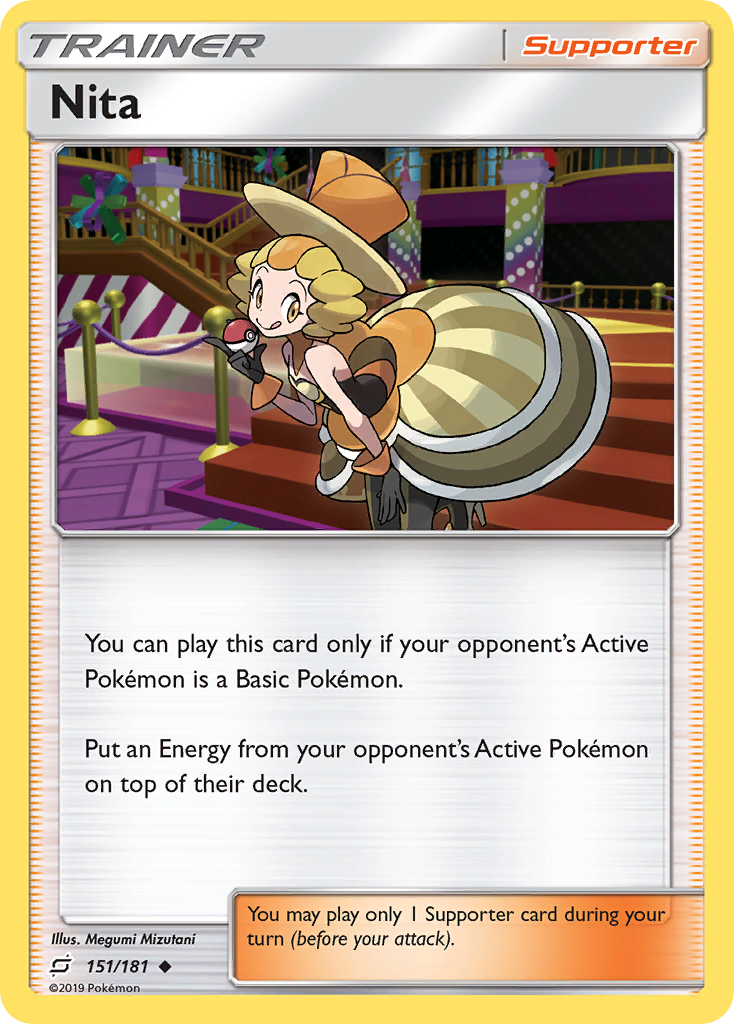 TRAINER
Supporter
Nita
You can play this card only if your opponent's Active
Pokémon is a Basic Pokémon.
Put an Energy from your opponent's Active Pokémon
on top of their deck.
You may play only 1 Supporter card during your
turn (before your attack).
Illus. Megumi Mizutani
151/181
©2019 Pokémon